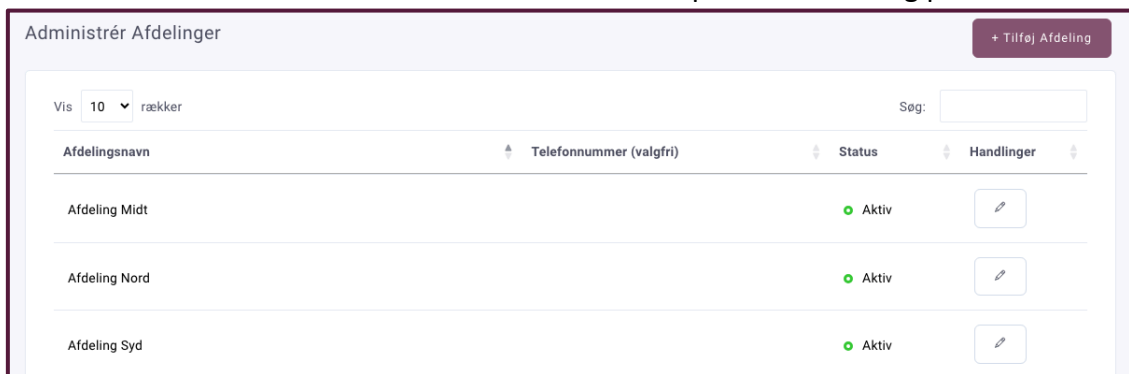 Administrér Afdelinger
+ Tilføj Afdeling
Vis 10 rækker
Søg:
Afdelingsnavn Telefonnummer (valgfri) Status Handlinger
Afdeling Midt Aktiv
Afdeling Nord Aktiv
Afdeling Syd Aktiv